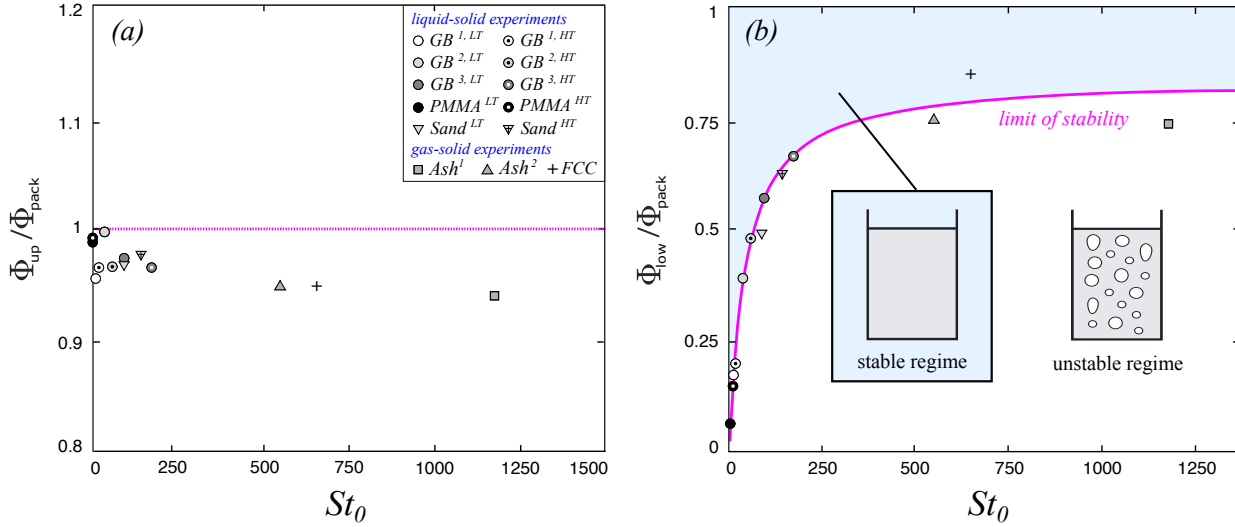 (a)
liquid-solid experiments
GB 1, LT GB 1, HT
GB 2, LT GB 2, HT
GB 3, LT GB 3, HT
PMMA LT PMMA HT
Sand LT Sand HT
gas-solid experiments
Ash1 Ash2 FCC
1.2
1.1
1
0.9
0.8
Φup /Φpack
0 250 500 750 1000 1250 1500
St0
(b)
1
0.75
0.5
0.25
0
Φlow /Φpack
limit of stability
stable regime
unstable regime
0 250 500 750 1000 1250
St0